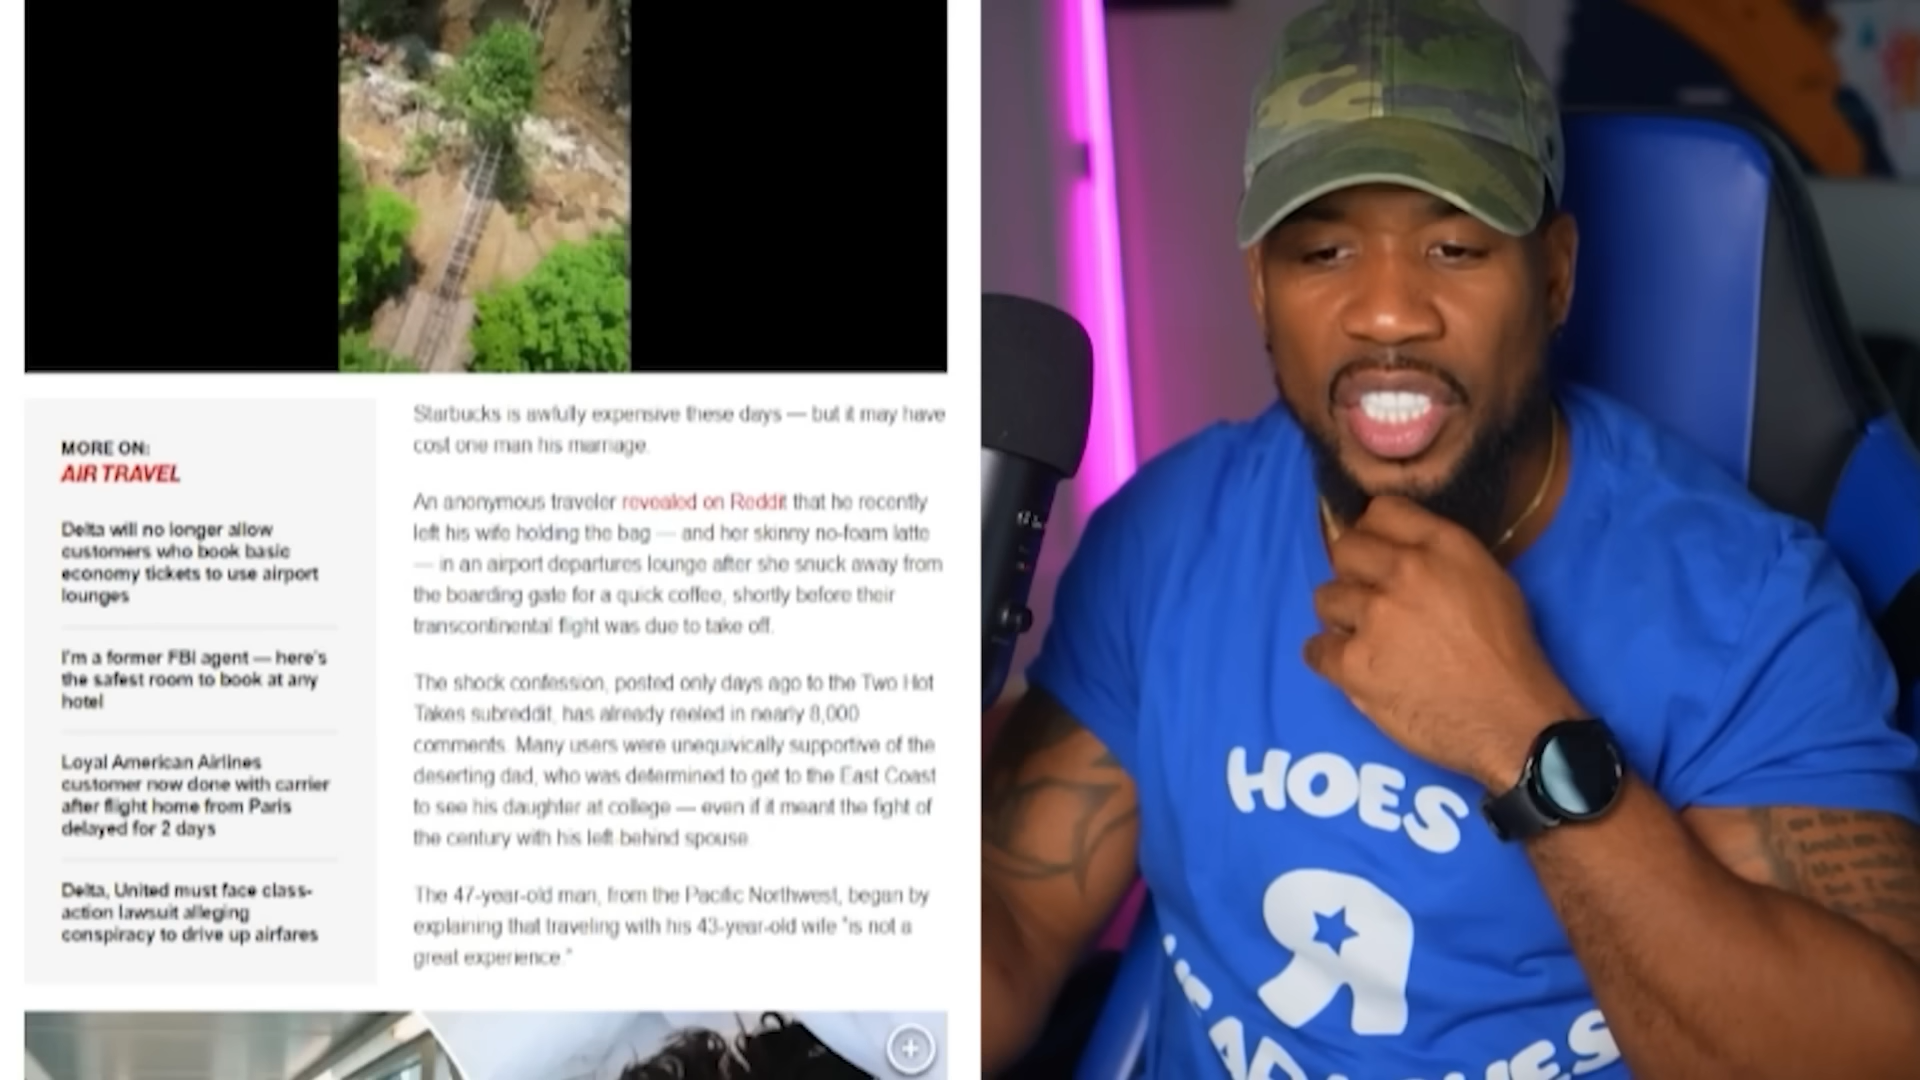 MORE ON:
AIR TRAVEL
Delta will no longer allow
customers who book basic
economy tickets to use airport
lounges
I'm a former FBI agent — here's
the safest room to book at any
hotel
Loyal American Airlines
customer now done with carrier
after flight home from Paris
delayed for 2 days
Delta, United must face class-
action lawsuit alleging
conspiracy to drive up airfares
Starbucks is awfully expensive these days — but it may have
cost one man his marriage.
An anonymous traveler revealed on Reddit that he recently
left his wife holding the bag — and her skinny no-foam latte
— in an airport departures lounge after she snuck away from
the boarding gate for a quick coffee, shortly before their
transcontinental flight was due to take off.
The shock confession, posted only days ago to the Two Hot
Takes subreddit, has already reeled in nearly 8,000
comments. Many users were unequivically supportive of the
deserting dad, who was determined to get to the East Coast
to see his daughter at college — even if it meant the fight of
the century with his left-behind spouse.
The 47-year-old man, from the Pacific Northwest, began by
explaining that traveling with his 43-year-old wife "is not a
great experience."
HOES
R